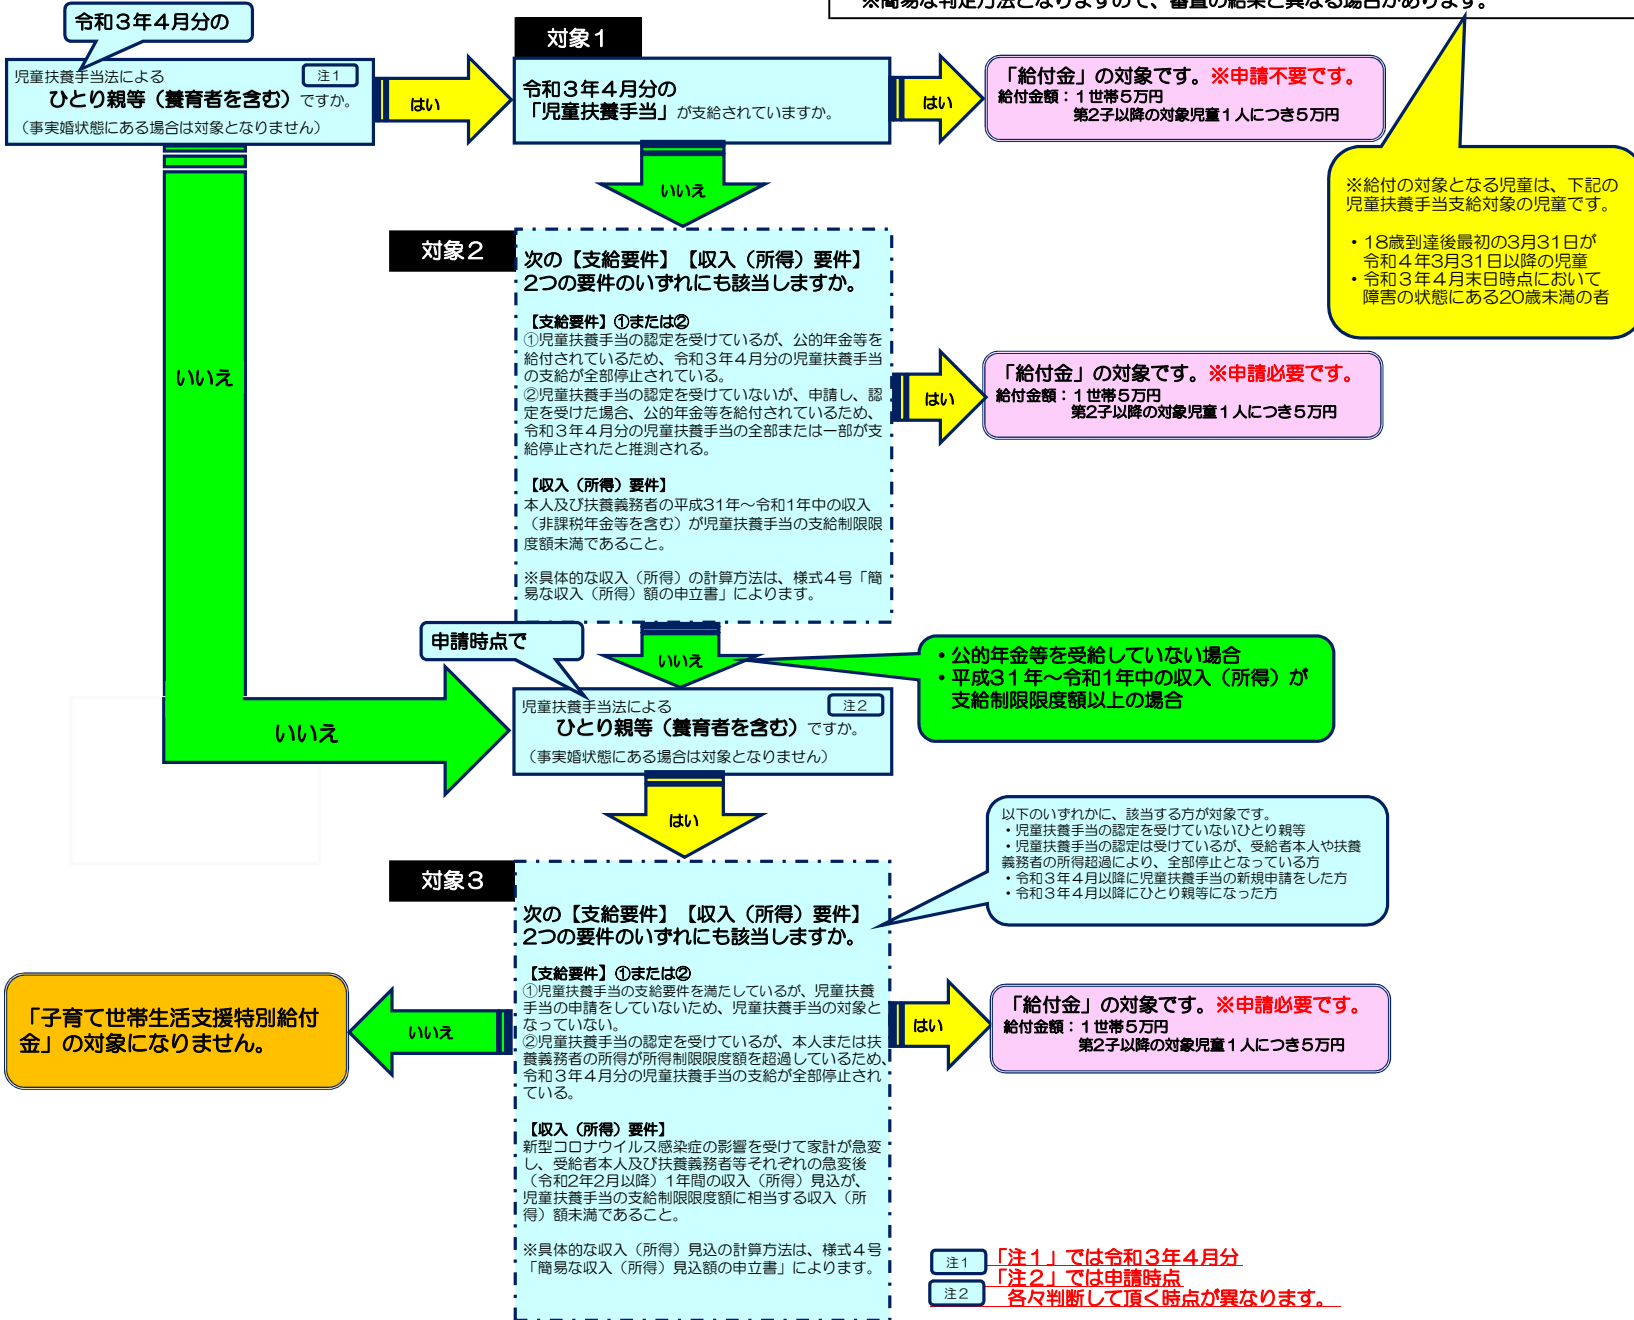 ※簡易な判定方法となりますので、審査の結果と異なる場合があります。
令和３年４月分の
児童扶養手当法による
注１
ひとり親等（養育者を含む）ですか。
（事実婚状態にある場合は対象となりません）
はい
対象１
令和３年４月分の
「児童扶養手当」が支給されていますか。
はい
「給付金」の対象です。※申請不要です。
給付金額：１世帯５万円
第2子以降の対象児童１人につき５万円
※給付の対象となる児童は、下記の
児童扶養手当支給対象の児童です。
・18歳到達後最初の3月31日が
令和４年3月31日以降の児童
・令和３年４月末日時点において
障害の状態にある20歳未満の者
いいえ
いいえ
対象２
次の【支給要件】【収入（所得）要件】
2つの要件のいずれにも該当しますか。
【支給要件】①または②
①児童扶養手当の認定を受けているが、公的年金等を
給付されているため、令和３年４月分の児童扶養手当
の支給が全部停止されている。
②児童扶養手当の認定を受けていないが、申請し、認
定を受けた場合、公的年金等を給付されているため、
令和３年４月分の児童扶養手当の全部または一部が支
給停止されたと推測される。
【収入（所得）要件】
本人及び扶養義務者の平成31年～令和1年中の収入
（非課税年金等を含む）が児童扶養手当の支給制限限
度額未満であること。
※具体的な収入（所得）の計算方法は、様式４号「簡
易な収入（所得）額の申立書」によります。
はい
「給付金」の対象です。※申請必要です。
給付金額：１世帯５万円
第2子以降の対象児童１人につき５万円
いいえ
・公的年金等を受給していない場合
・平成３１年～令和1年中の収入（所得）が
支給制限限度額以上の場合
申請時点で
いいえ
児童扶養手当法による
注２
ひとり親等（養育者を含む）ですか。
（事実婚状態にある場合は対象となりません）
はい
以下のいずれかに、該当する方が対象です。
・児童扶養手当の認定を受けていないひとり親等
・児童扶養手当の認定は受けているが、受給者本人や扶養
義務者の所得超過により、全部停止となっている方
・令和３年４月以降に児童扶養手当の新規申請をした方
・令和３年４月以降にひとり親等になった方
対象３
次の【支給要件】【収入（所得）要件】
2つの要件のいずれにも該当しますか。
【支給要件】①または②
①児童扶養手当の支給要件を満たしているが、児童扶養
手当の申請をしていないため、児童扶養手当の対象と
なっていない。
②児童扶養手当の認定を受けているが、本人または扶
養義務者の所得が所得制限限度額を超過しているため、
令和３年４月分の児童扶養手当の支給が全部停止され
ている。
【収入（所得）要件】
新型コロナウイルス感染症の影響を受けて家計が急変
し、受給者本人及び扶養義務者等それぞれの急変後
（令和2年2月以降）1年間の収入（所得）見込が、
児童扶養手当の支給制限限度額に相当する収入（所
得）額未満であること。
※具体的な収入（所得）見込の計算方法は、様式４号
「簡易な収入（所得）見込額の申立書」によります。
はい
「給付金」の対象です。※申請必要です。
給付金額：１世帯５万円
第2子以降の対象児童１人につき５万円
いいえ
「子育て世帯生活支援特別給付
金」の対象になりません。
注１
「注１」では令和３年４月分
「注２」では申請時点
注２
各々判断して頂く時点が異なります。